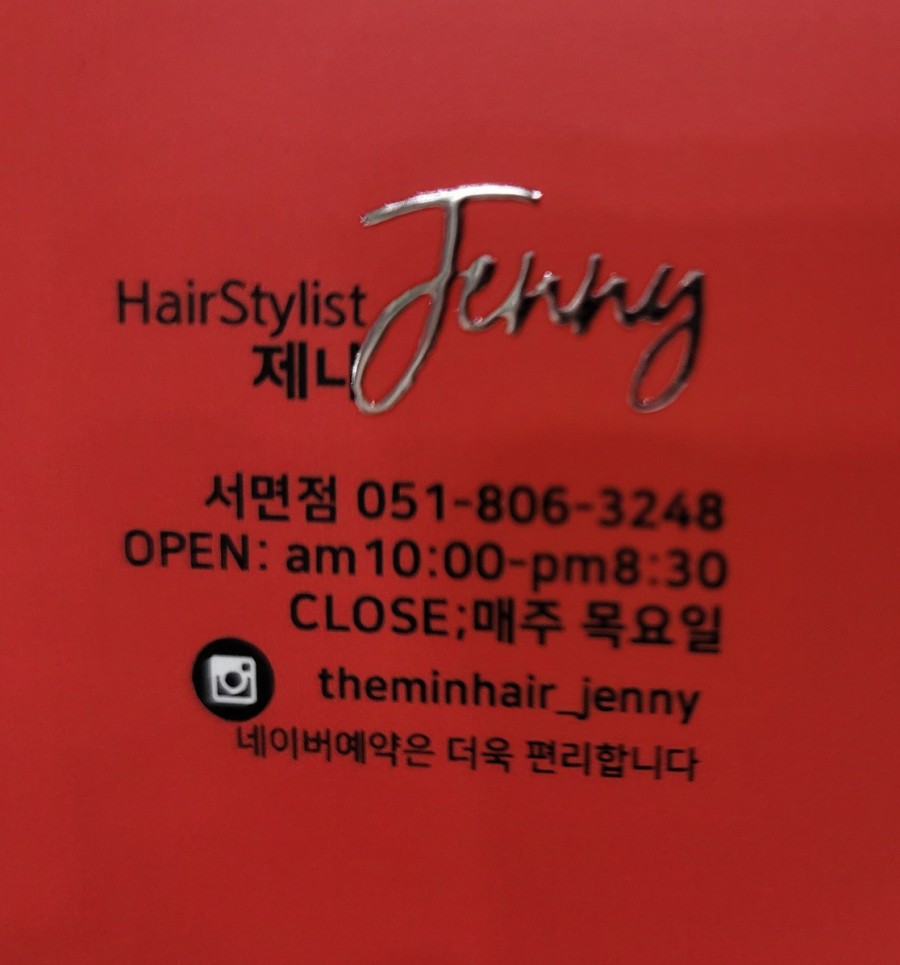 Jenny
HairStylist
제니
서면점 051-806-3248
OPEN: am10:00-pm8:30
CLOSE;매주 목요일
theminhair_jenny
네이버예약은 더욱 편리합니다